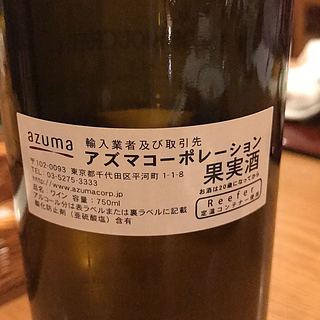 azuma
輸入業者及び取引先
アズマコーポレーション
〒102-0093 東京都千代田区平河町 1-1-8
TEL. 03-5275-3333
http://www.azumacorp.jp
果実酒
お酒は20歳になってから
品名：ワイン 容量：750ml
アルコール分は表ラベルまたは裏ラベルに記載
酸化防止剤（亜硫酸塩）含有
Reefer
定温コンテナー使用